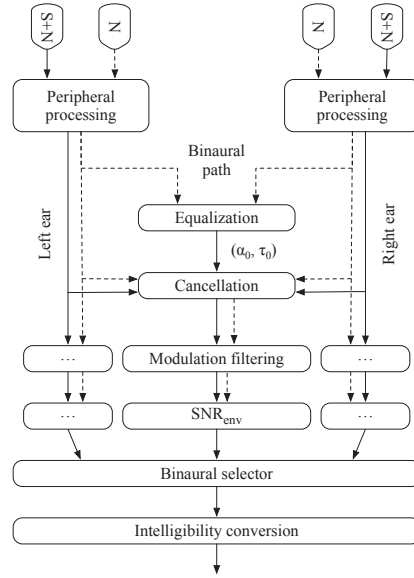 S+N
N
N
S+N
Peripheral
processing
Peripheral
processing
Binaural
path
Left ear
Right ear
Equalization
(α₀, τ₀)
Cancellation
...
Modulation filtering
...
...
SNRenv
...
Binaural selector
Intelligibility conversion